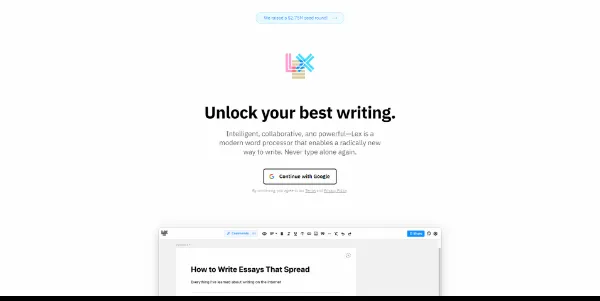 We raised a $2.75M seed round! →
LEX
Unlock your best writing.
Intelligent, collaborative, and powerful—Lex is a
modern word processor that enables a radically new
way to write. Never type alone again.
Continue with Google
By continuing, you agree to our Terms and Privacy Policy.
LEX
Share
How to Write Essays That Spread
Everything I've learned about writing on the internet